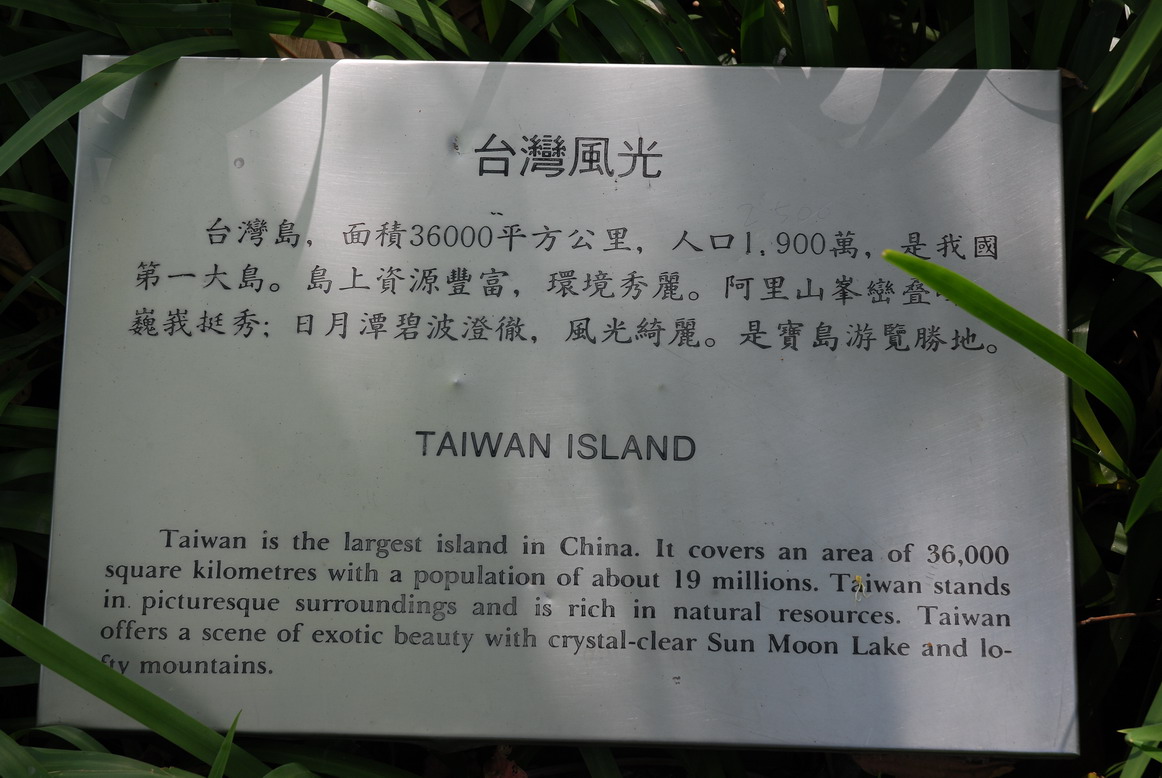 台灣風光
台灣島，面積36000平方公里，人口1,900萬，是我國
第一大島。島上資源豐富，環境秀麗。阿里山峯巒疊
巍峩挺秀；日月潭碧波澄徹，風光綺麗。是寶島游覽勝地。
TAIWAN ISLAND
Taiwan is the largest island in China. It covers an area of 36,000
square kilometres with a population of about 19 millions. Taiwan stands
in picturesque surroundings and is rich in natural resources. Taiwan
offers a scene of exotic beauty with crystal-clear Sun Moon Lake and lo-
fty mountains.